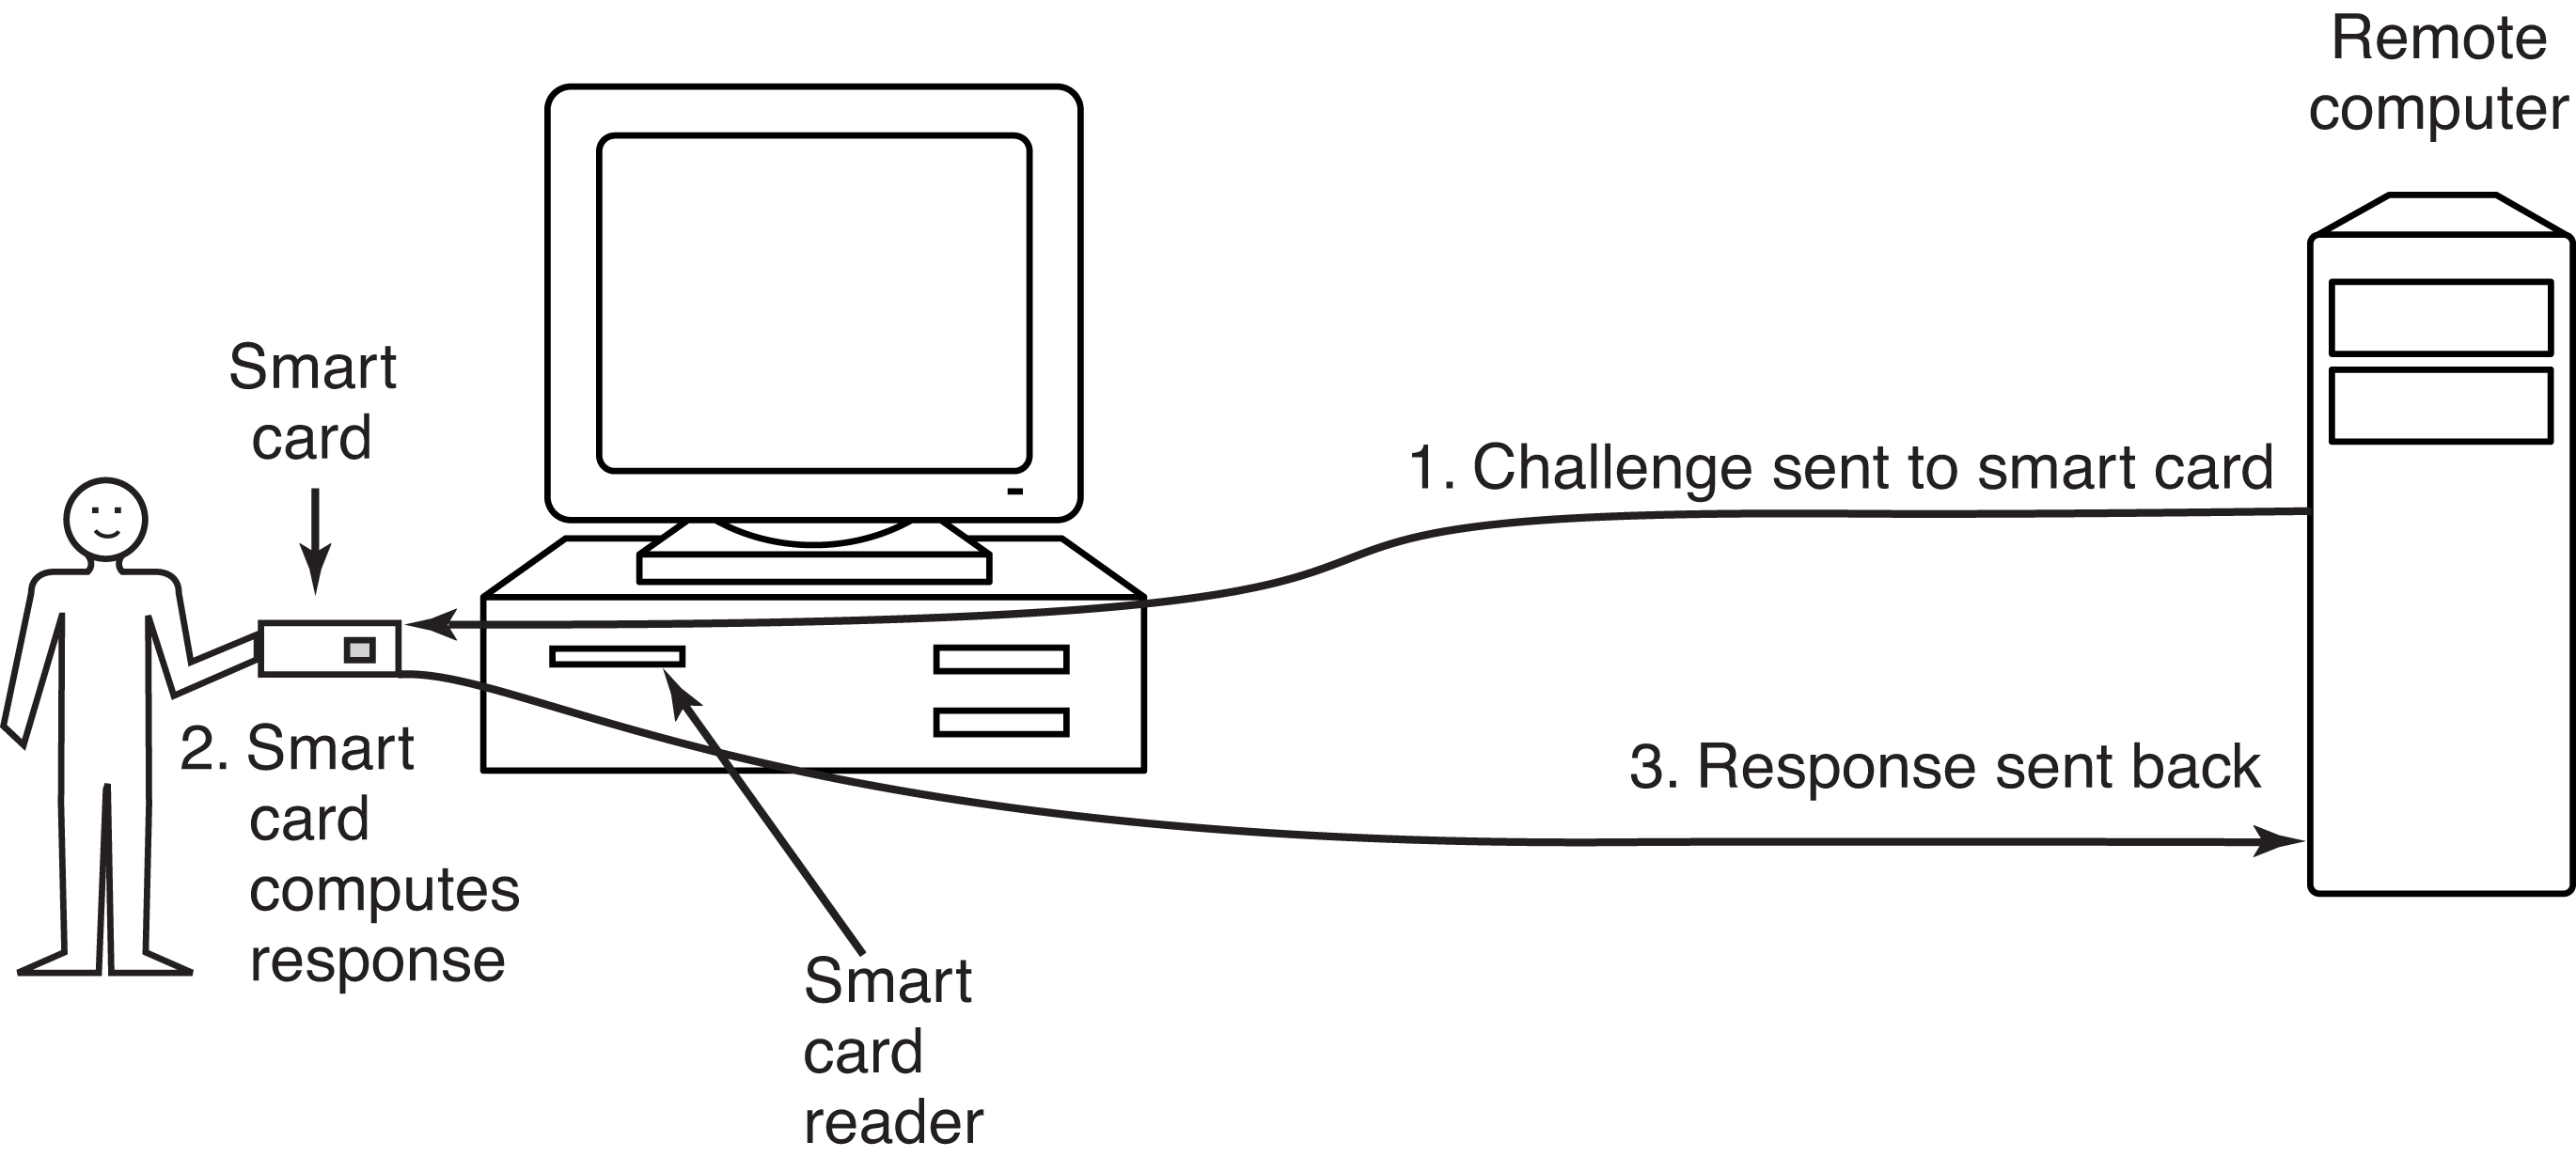 Remote
computer
Smart
card
1. Challenge sent to smart card
2. Smart
card
computes
response
3. Response sent back
Smart
card
reader